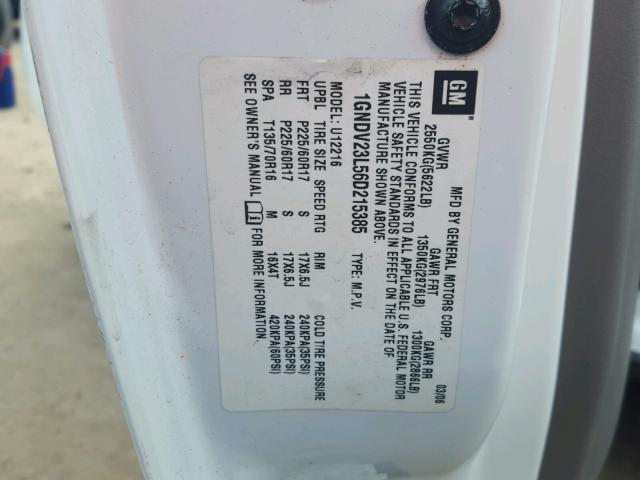 GM
MFD BY GENERAL MOTORS CORP. 03/06
GVWR GAWR FRT GAWR RR
2550KG(5622LB) 1350KG(2976LB) 1300KG(2866LB)
THIS VEHICLE CONFORMS TO ALL APPLICABLE U.S. FEDERAL MOTOR
VEHICLE SAFETY STANDARDS IN EFFECT ON THE DATE OF
MANUFACTURE SHOWN ABOVE.
1GNDV23L56D215385 TYPE: M.P.V.
MODEL: U12216
UPBL TIRE SIZE SPEED RTG RIM COLD TIRE PRESSURE
FRT P225/60R17 S 17X6.5J 240KPA(35PSI)
RR P225/60R17 S 17X6.5J 240KPA(35PSI)
SPA T135/70R16 M 16X4T 420KPA(60PSI)
SEE OWNER'S MANUAL FOR MORE INFORMATION.